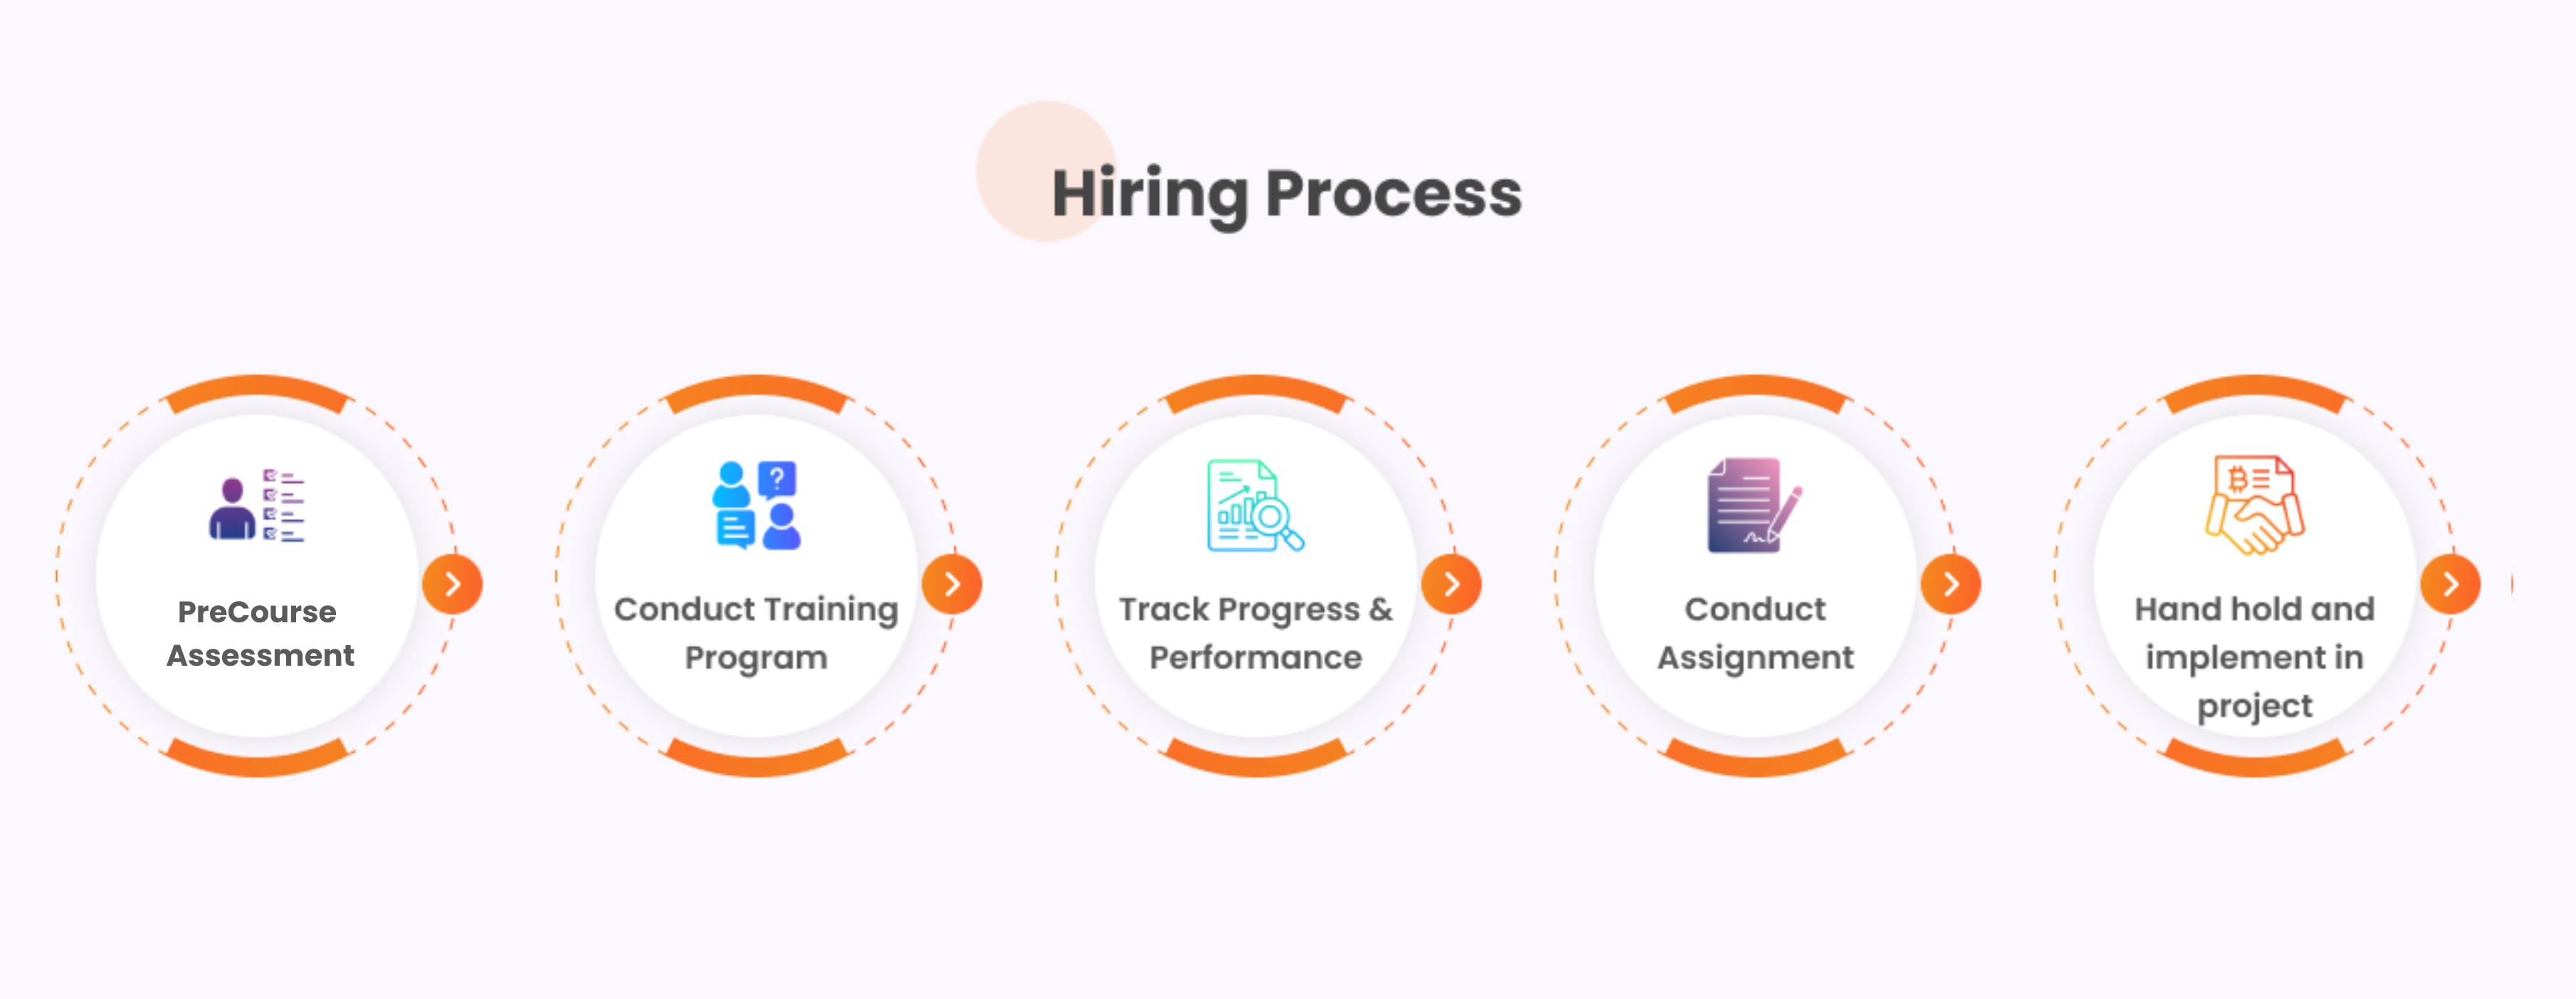 Hiring Process
PreCourse
Assessment
Conduct Training
Program
Track Progress &
Performance
Conduct
Assignment
Hand hold and
implement in
project